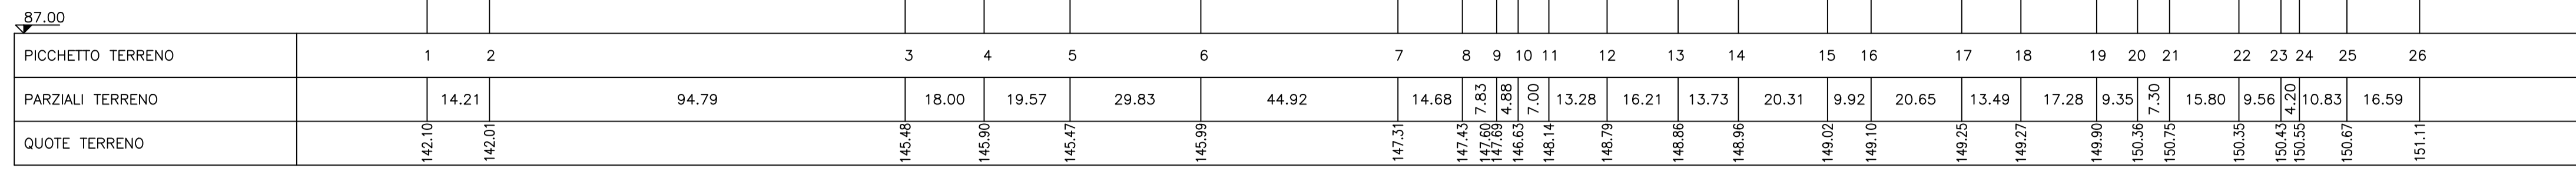 87.00
PICCHETTO TERRENO 1 2 3 4 5 6 7 8 9 10 11 12 13 14 15 16 17 18 19 20 21 22 23 24 25 26
PARZIALI TERRENO 14.21 94.79 18.00 19.57 29.83 44.92 14.68 7.83 4.88 7.00 13.28 16.21 13.73 20.31 9.92 20.65 13.49 17.28 9.35 7.30 15.80 9.56 4.20 10.83 16.59
QUOTE TERRENO 142.10 142.01 145.48 145.90 145.47 145.99 147.31 147.43 147.60 147.69 146.63 148.14 148.79 148.86 148.96 149.02 149.10 149.25 149.27 149.90 150.36 150.75 150.35 150.43 150.55 150.67 151.11